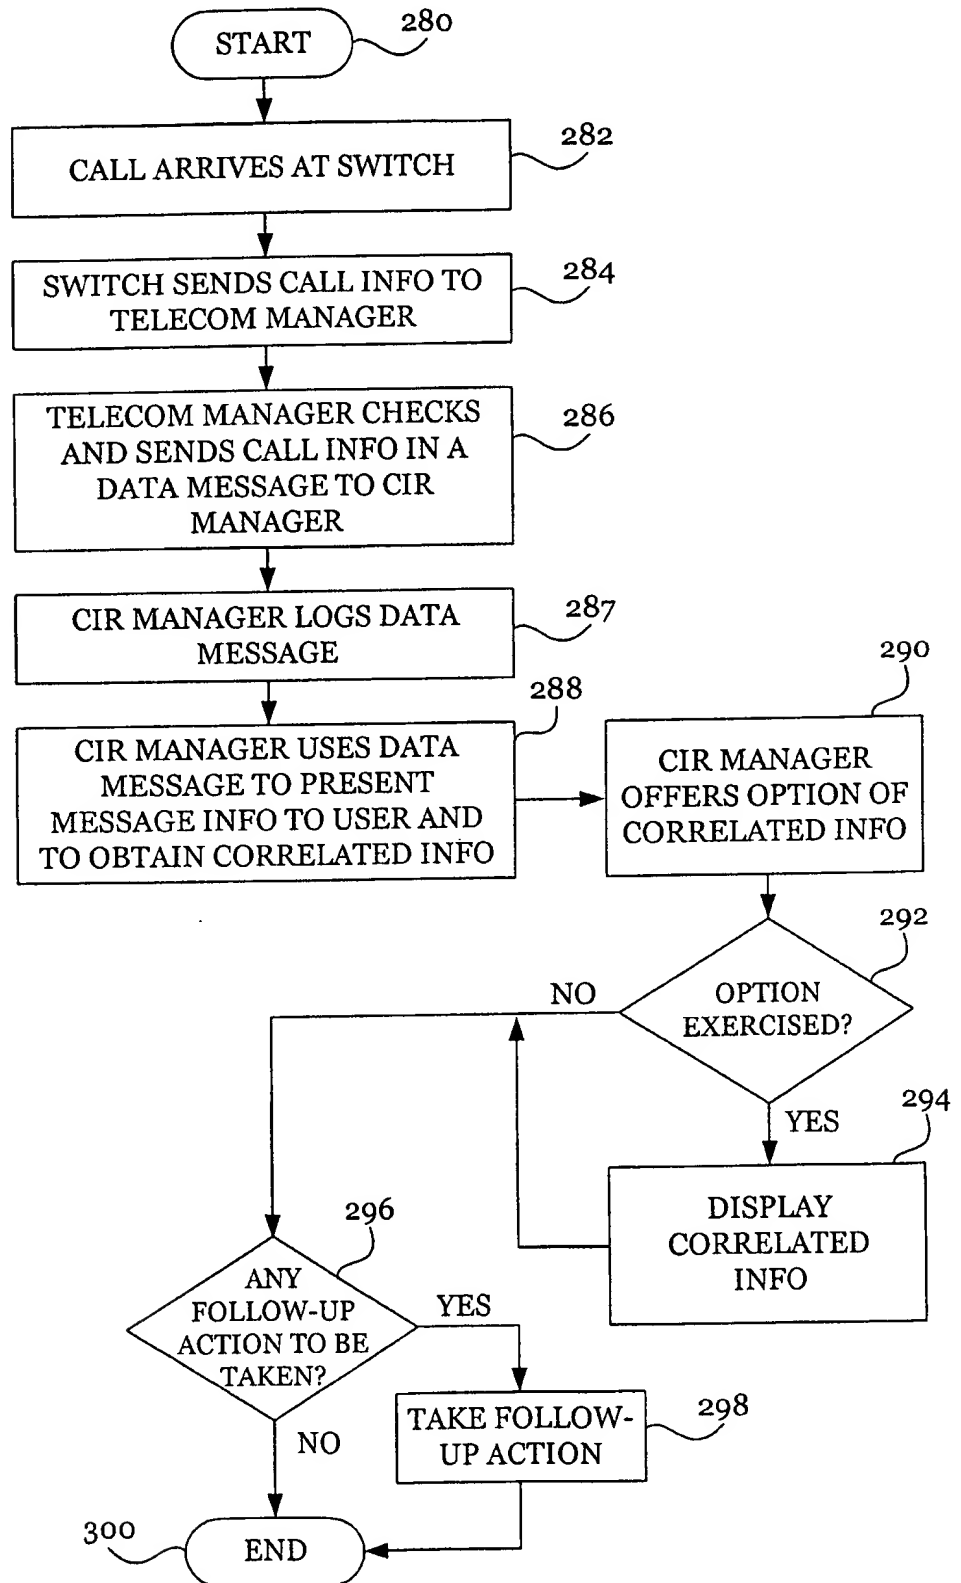 START
280
CALL ARRIVES AT SWITCH
282
SWITCH SENDS CALL INFO TO
TELECOM MANAGER
284
TELECOM MANAGER CHECKS
AND SENDS CALL INFO IN A
DATA MESSAGE TO CIR
MANAGER
286
CIR MANAGER LOGS DATA
MESSAGE
287
CIR MANAGER USES DATA
MESSAGE TO PRESENT
MESSAGE INFO TO USER AND
TO OBTAIN CORRELATED INFO
288
CIR MANAGER
OFFERS OPTION OF
CORRELATED INFO
290
OPTION
EXERCISED?
292
NO
YES
DISPLAY
CORRELATED
INFO
294
ANY
FOLLOW-UP
ACTION TO BE
TAKEN?
296
YES
NO
TAKE FOLLOW-
UP ACTION
298
END
300